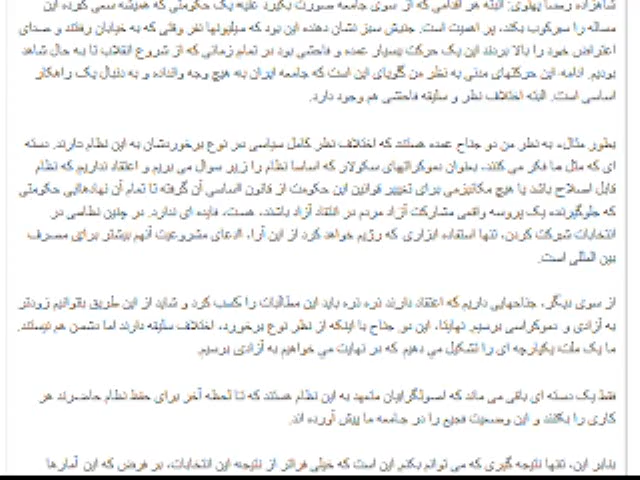 شاهزاده رضا پهلوی: البته هر اقدامی که از سوی جامعه صورت بگیرد علیه یک حکومتی که همیشه سعی کرده این
مساله را سرکوب بکند، پر اهمیت است. جنبش سبز نشان دهنده این بود که میلیونها نفر وقتی که به خیابان رفتند و صدای
اعتراض خود را بالا بردند این یک حرکت بسیار عمده و فاحشی بود در تمام زمانی که از شروع انقلاب تا به حال شاهد
بودیم. ادامه این حرکتهای مدنی به نظر من گویای این است که جامعه ایران به هیچ وجه وانداده و به دنبال یک راهکار
اساسی است. البته اختلاف نظر و سلیقه فاحشی هم وجود دارد.
بطور مثال، به نظر من دو جناح عمده هستند که اختلاف نظر کامل سیاسی در نوع برخوردشان به این نظام دارند. دسته
ای که مثل ما فکر می کنند، بعنوان دموکراتهای سکولار که اساسا نظام را زیر سوال می بریم و اعتقاد نداریم که نظام
قابل اصلاح باشد یا هیچ مکانیزمی برای تغییر قوانین این حکومت از قانون اساسی آن گرفته تا تمام آن نهادهایی حکومتی
که جلوگیرنده یک پروسه واقعی مشارکت آزاد مردم در انتخاد آزاد باشند، هست، فایده ای ندارد. در چنین نظامی در
انتخابات شرکت کردن، تنها استفاده ابزاری که رژیم خواهد کرد از این آرا، ادعای مشروعیت آنهم بیشتر برای مصرف
بین المللی است.
از سوی دیگر، جناحهایی داریم که اعتقاد دارند ذره ذره باید این مطالبات را کسب کرد و شاید از این طریق بتوانیم زودتر
به آزادی و دموکراسی برسیم. نهایتا، این دو جناح با اینکه از نظر نوع برخورد، اختلاف سلیقه دارند اما دشمن هم نیستند.
ما یک ملت یکپارچه ای را تشکیل می دهیم که در نهایت می خواهیم به آزادی برسیم.
فقط یک دسته ای باقی می ماند که اصولگرایان متعهد به این نظام هستند که تا لحظه آخر برای حفظ نظام حاضرند هر
کاری را بکنند و این وضعیت فجیع را در جامعه ما پیش آورده اند.
بنابر این، تنها نتیجه گیری که می توانم بکنم این است که خیلی فراتر از نتیجه این انتخابات، بر فرض که این آمارها